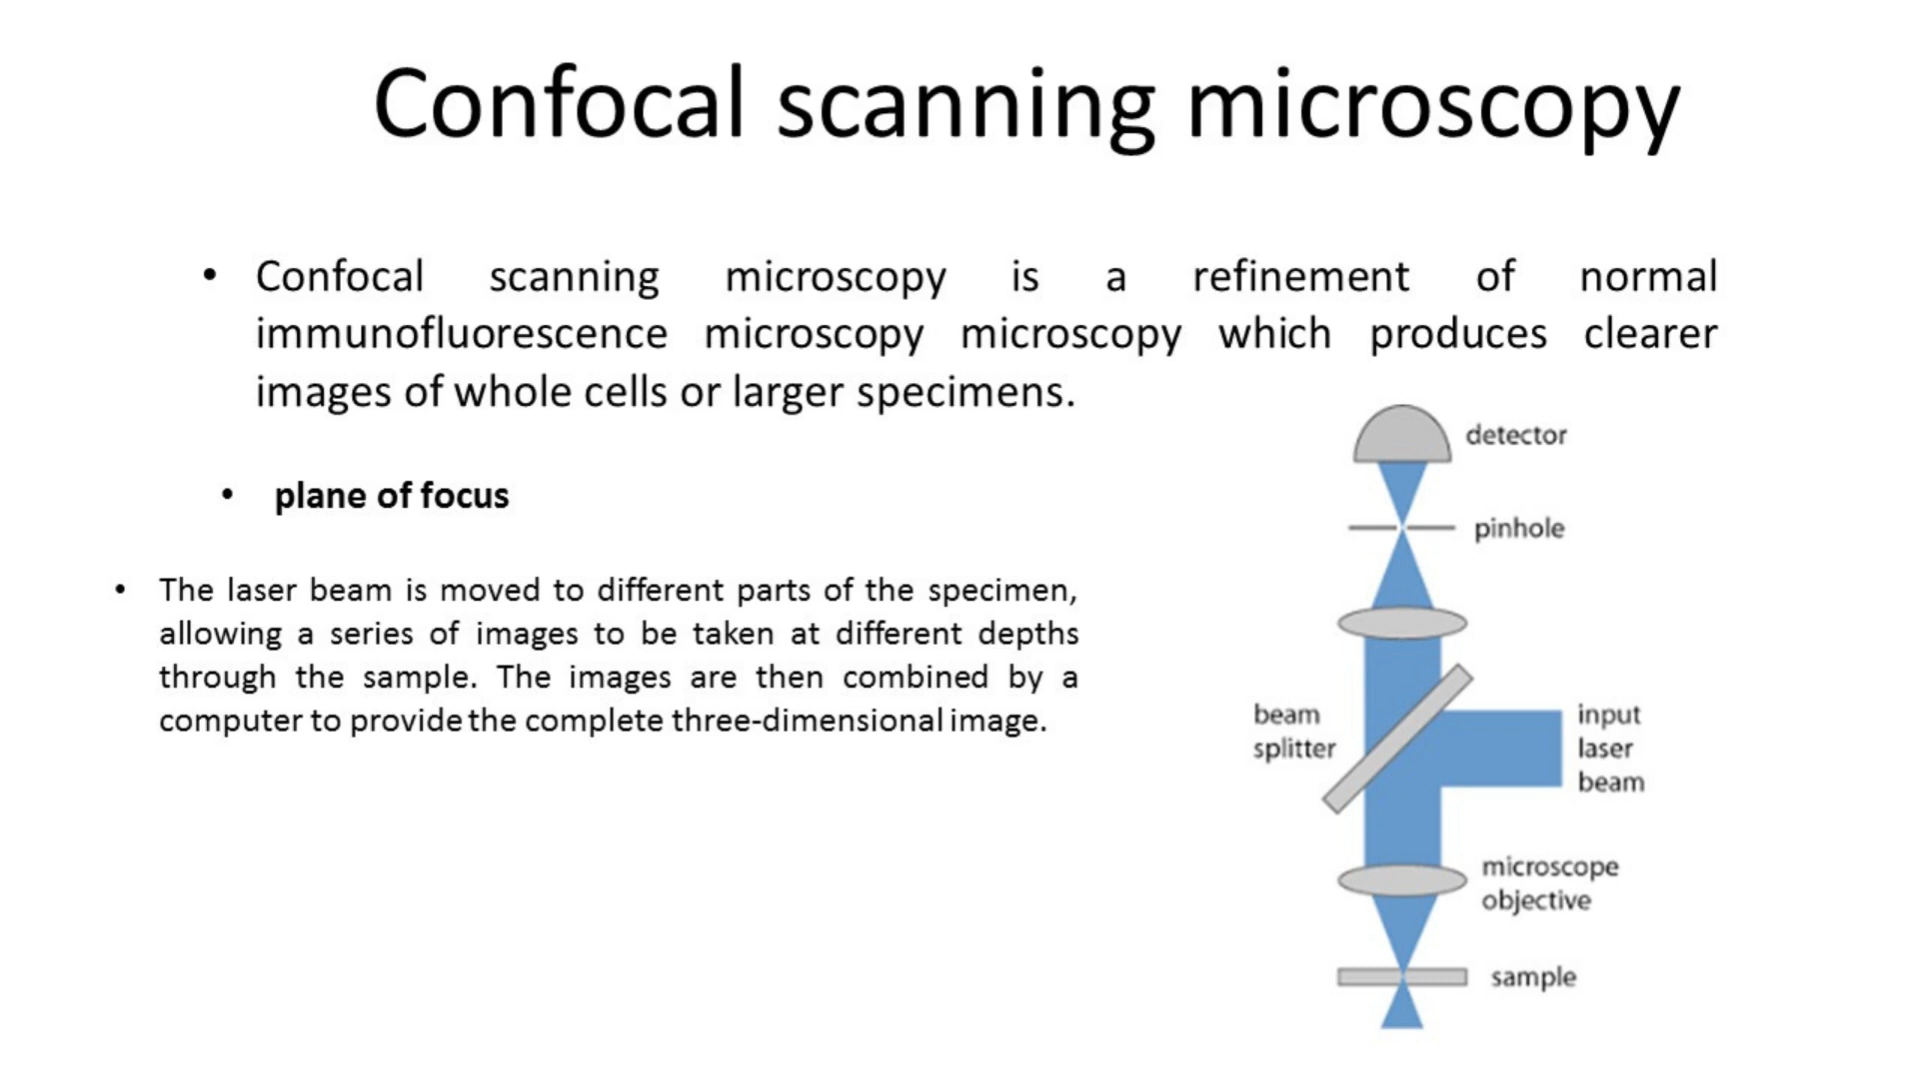 Confocal scanning microscopy
• Confocal scanning microscopy is a refinement of normal
immunofluorescence microscopy microscopy which produces clearer
images of whole cells or larger specimens.
• plane of focus
• The laser beam is moved to different parts of the specimen,
allowing a series of images to be taken at different depths
through the sample. The images are then combined by a
computer to provide the complete three-dimensional image.
detector
pinhole
beam
splitter
input
laser
beam
microscope
objective
sample